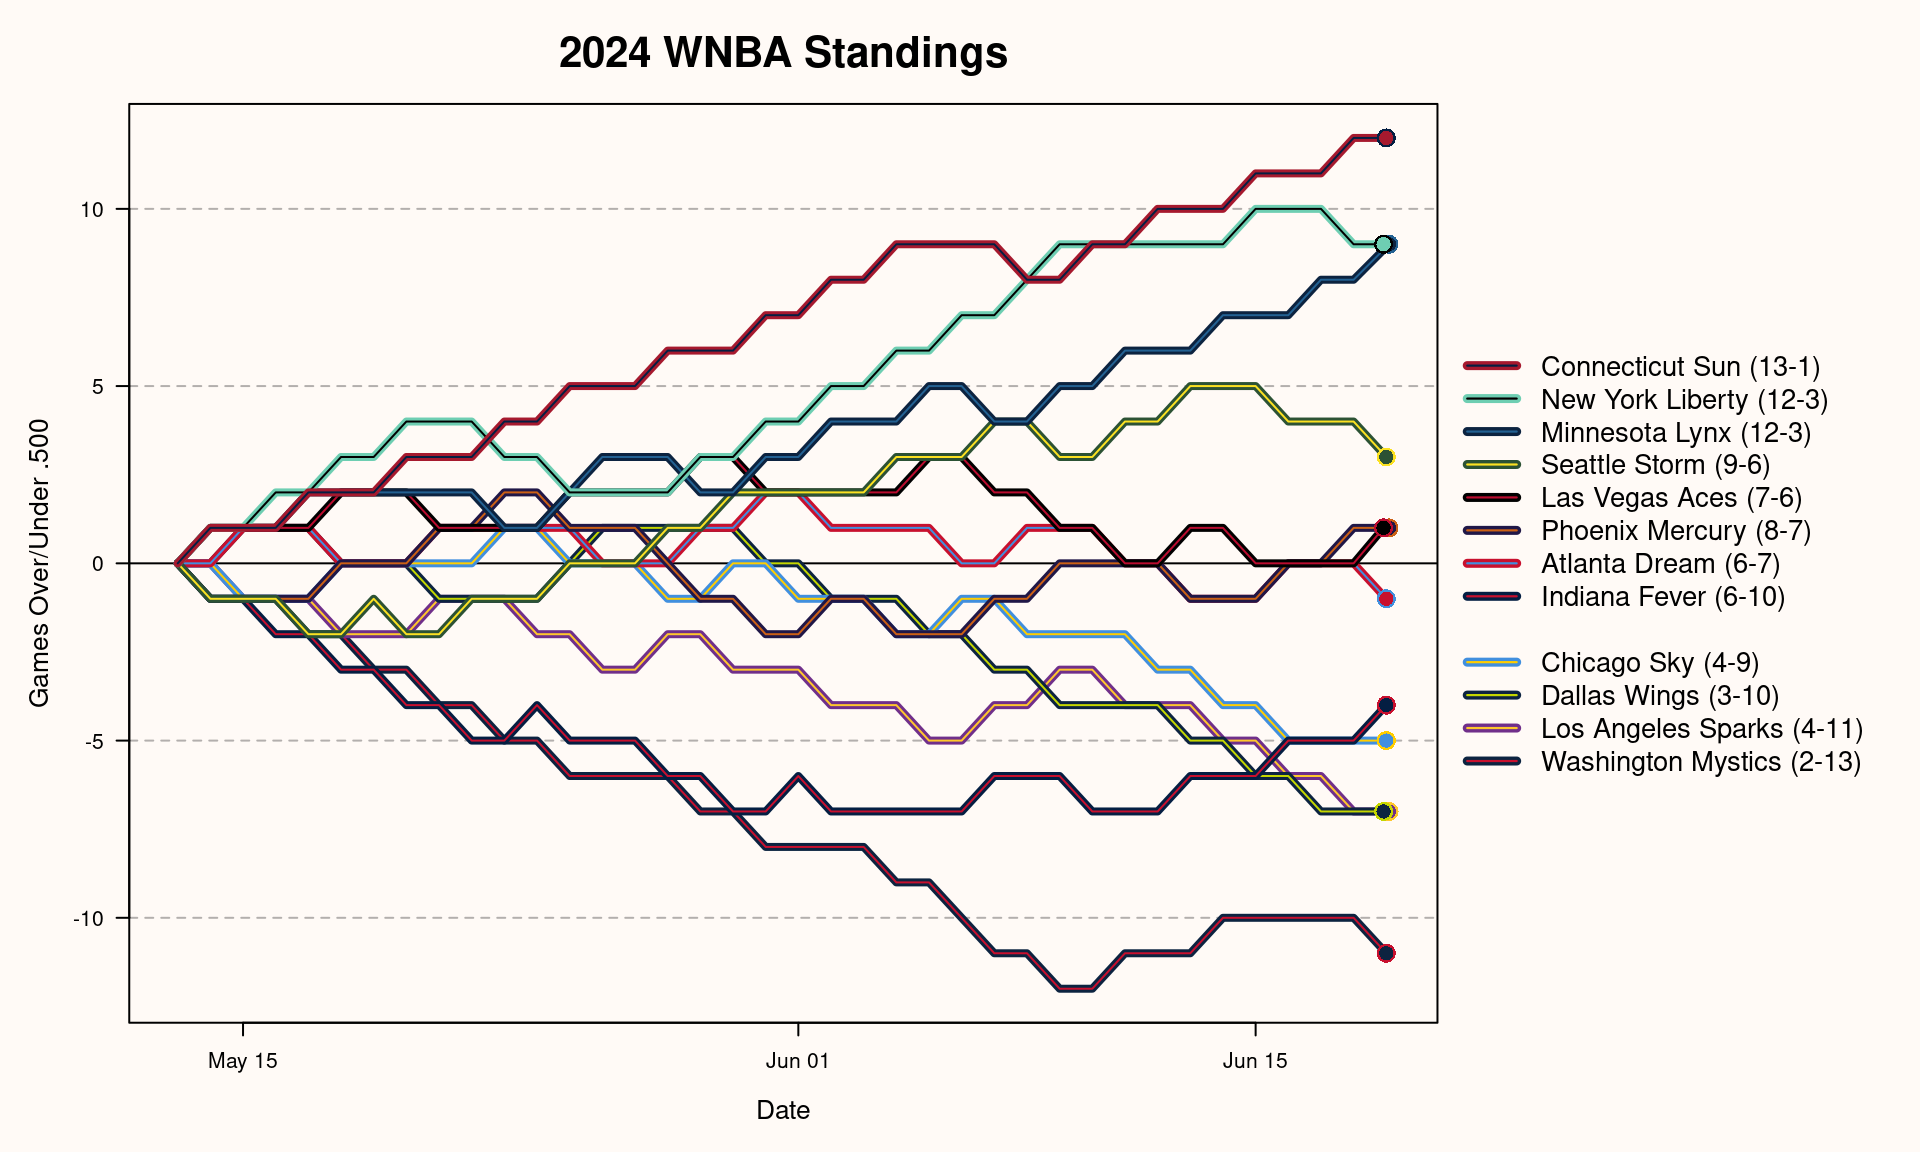 2024 WNBA Standings
Games Over/Under .500
10
5
0
-5
-10
May 15
Jun 01
Jun 15
Date
Connecticut Sun (13-1)
New York Liberty (12-3)
Minnesota Lynx (12-3)
Seattle Storm (9-6)
Las Vegas Aces (7-6)
Phoenix Mercury (8-7)
Atlanta Dream (6-7)
Indiana Fever (6-10)
Chicago Sky (4-9)
Dallas Wings (3-10)
Los Angeles Sparks (4-11)
Washington Mystics (2-13)